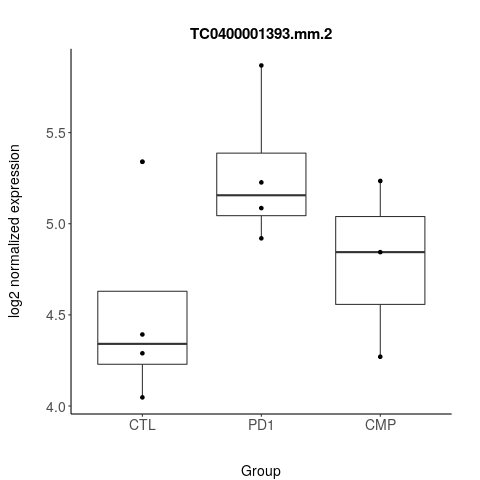 TC0400001393.mm.2
log2 normalized expression
5.5
5.0
4.5
4.0
CTL PD1 CMP
Group